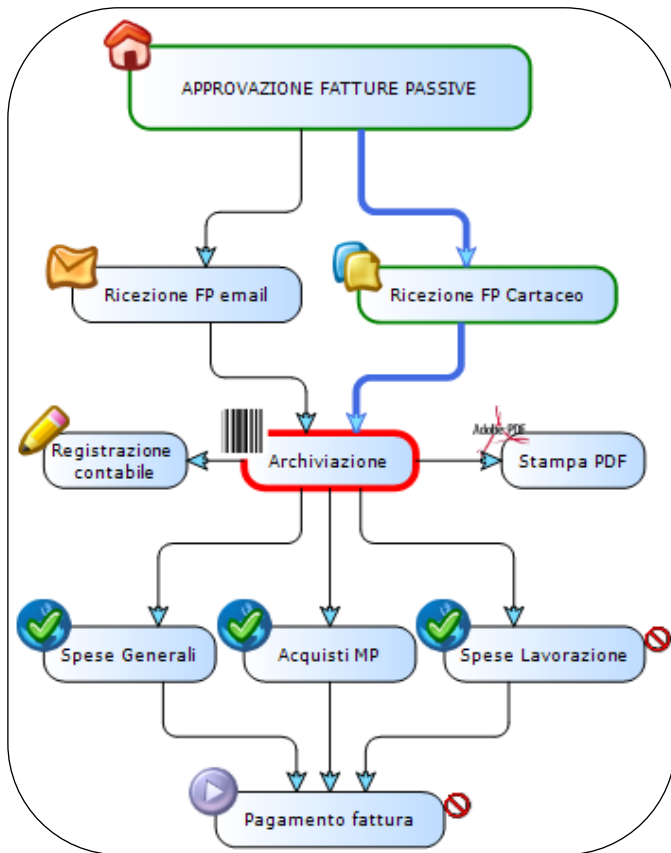 APPROVAZIONE FATTURE PASSIVE
Ricezione FP email
Ricezione FP Cartaceo
Registrazione
contabile
Archiviazione
Adobe PDF
Stampa PDF
Spese Generali
Acquisti MP
Spese Lavorazione
Pagamento fattura